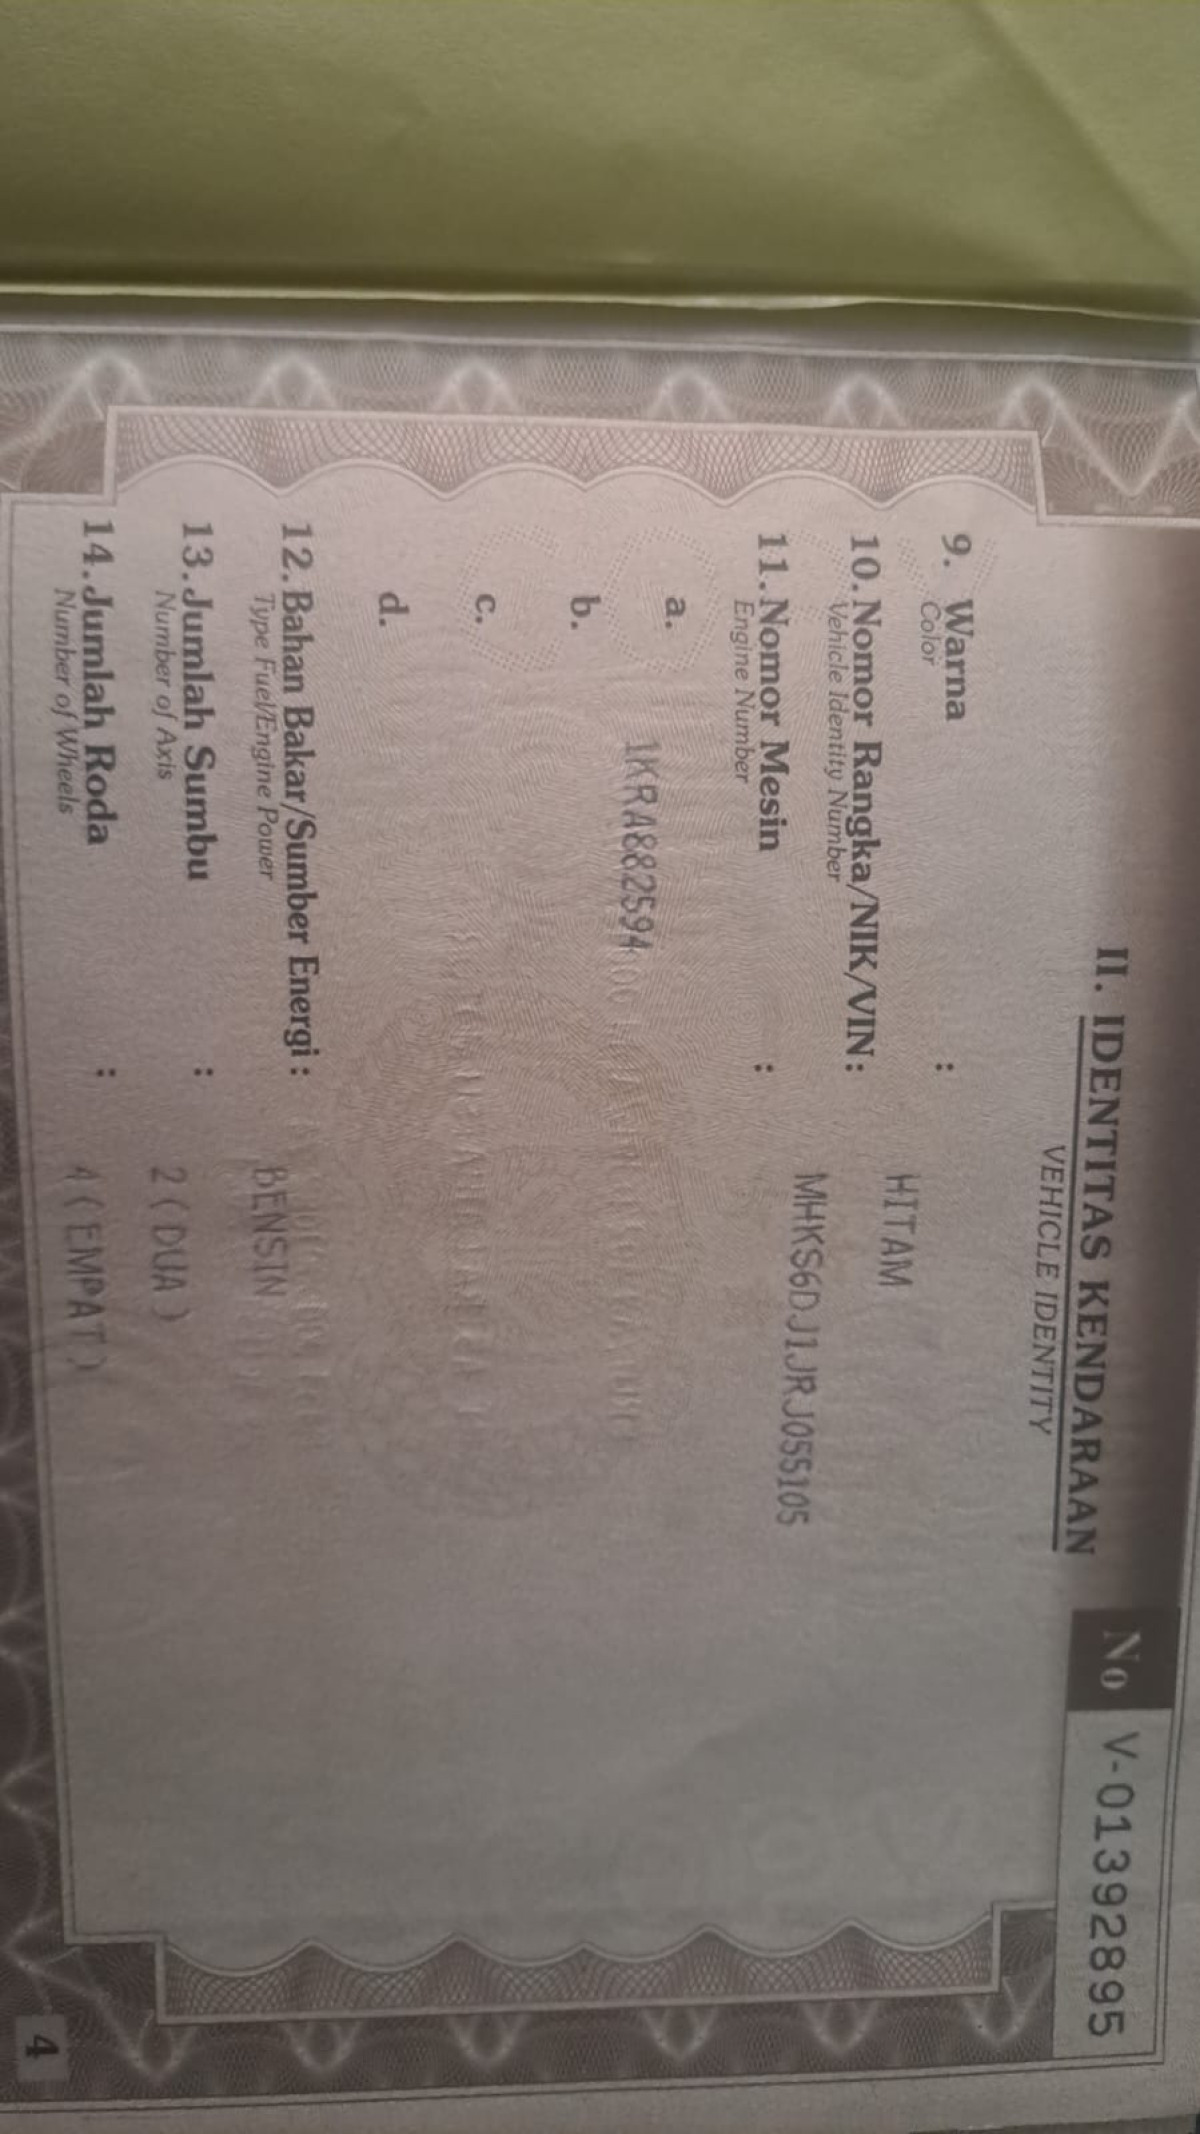 II. IDENTITAS KENDARAAN
VEHICLE IDENTITY
No V-01392895
9. Warna : HITAM
Color
10. Nomor Rangka/NIK/VIN : MHKS6DJ1JRJ055105
Vehicle Identity Number
11. Nomor Mesin :
Engine Number
a. 1KRA882594
b.
c.
d.
12. Bahan Bakar/Sumber Energi : BENSIN
Type Fuel/Engine Power
13. Jumlah Sumbu : 2 ( DUA )
Number of Axis
14. Jumlah Roda : 4 ( EMPAT )
Number of Wheels
4